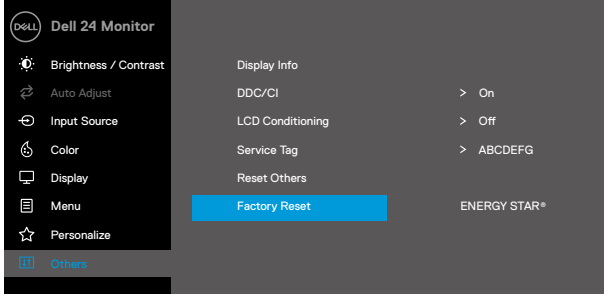 DELL Dell 24 Monitor
Brightness / Contrast Display Info
Auto Adjust DDC/CI > On
Input Source LCD Conditioning > Off
Color Service Tag > ABCDEFG
Display Reset Others
Menu Factory Reset ENERGY STAR®
Personalize
Others